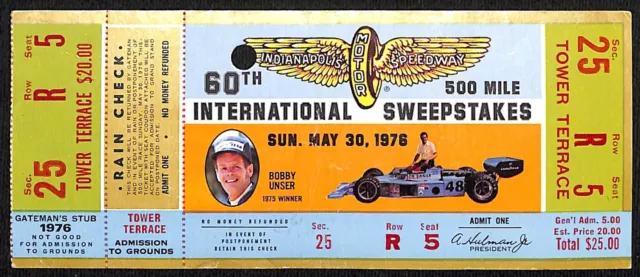 Sec.
25
Row
R
Seat
5
TOWER TERRACE $20.00
GATEMAN'S STUB
1976
NOT GOOD
FOR ADMISSION
TO GROUNDS
RAIN CHECK
ADMIT ONE • NO MONEY REFUNDED
TOWER
TERRACE
ADMISSION
TO GROUNDS
INDIANAPOLIS
MOTOR
SPEEDWAY
60TH
500 MILE
INTERNATIONAL SWEEPSTAKES
SUN. MAY 30, 1976
BOBBY
UNSER
1975 WINNER
48
NO MONEY REFUNDED
IN EVENT OF
POSTPONEMENT
RETAIN THIS CHECK
Sec.
25
Row
R
Seat
5
ADMIT ONE
A Hulman Jr
PRESIDENT
Gen'l Adm. 5.00
Est. Price 20.00
Total $25.00
Sec.
25
Row
R
Seat
5
TOWER TERRACE